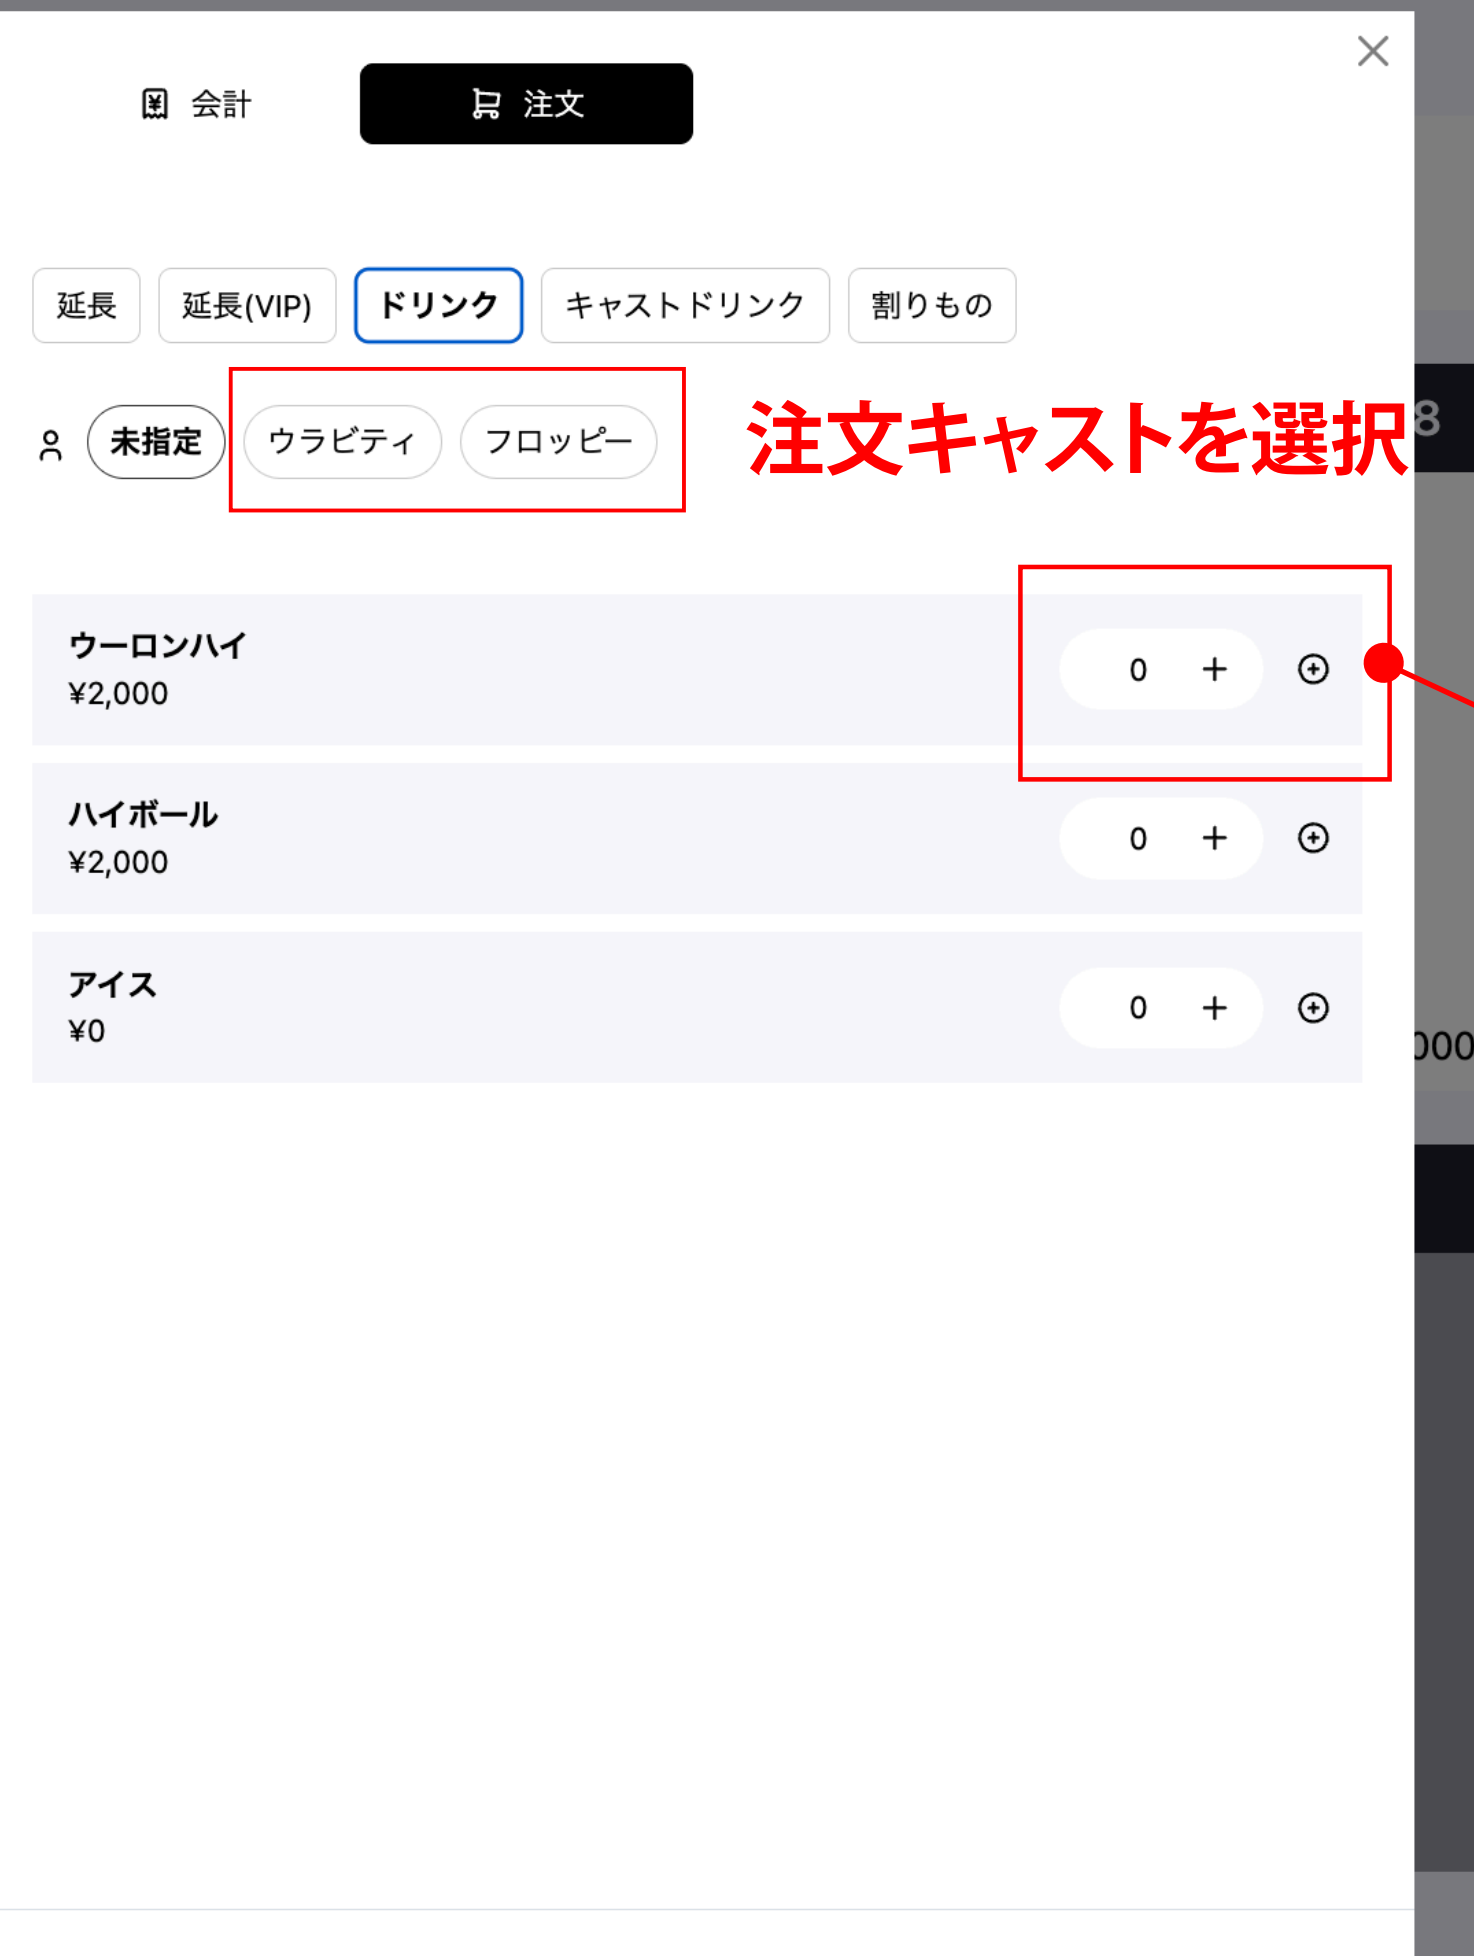 会計
注文
延長
延長(VIP)
ドリンク
キャストドリンク
割りもの
未指定
ウラビティ
フロッピー
注文キャストを選択
8
ウーロンハイ
¥2,000
0 +
ハイボール
¥2,000
0 +
アイス
¥0
0 +
000